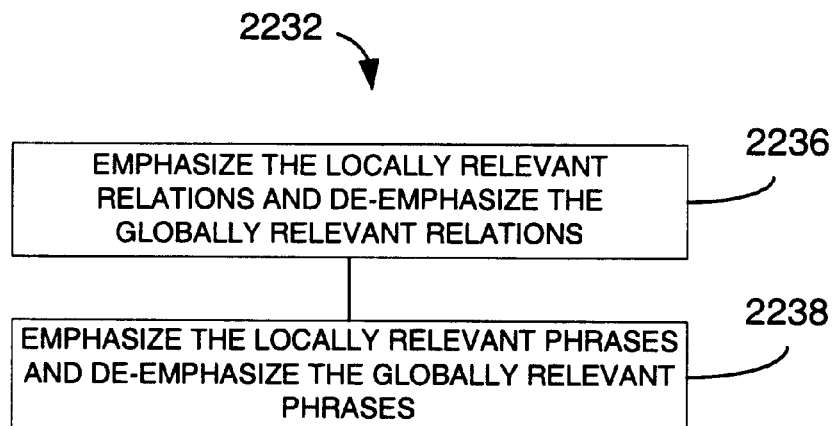 2232
EMPHASIZE THE LOCALLY RELEVANT
RELATIONS AND DE-EMPHASIZE THE
GLOBALLY RELEVANT RELATIONS
2236
EMPHASIZE THE LOCALLY RELEVANT PHRASES
AND DE-EMPHASIZE THE GLOBALLY RELEVANT
PHRASES
2238